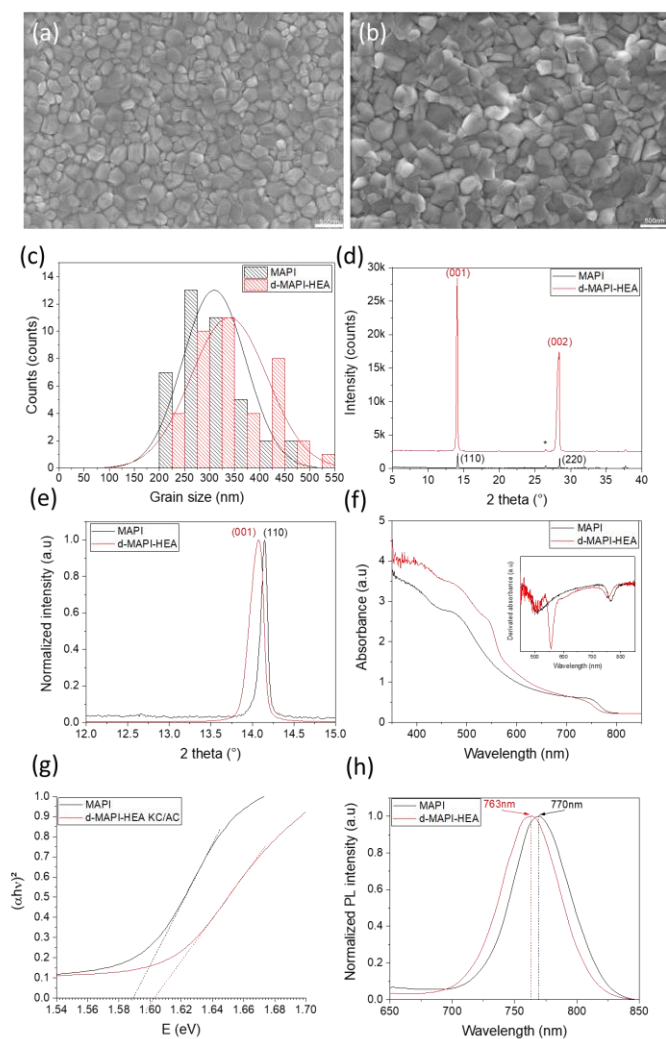 (a)
(b)
500nm
500nm
(c)
MAPI
d-MAPI-HEA
14
12
10
8
6
4
2
0
Counts (counts)
50 100 150 200 250 300 350 400 450 500 550
Grain size (nm)
(d)
MAPI
d-MAPI-HEA
30k
25k
20k
15k
10k
5k
0
Intensity (counts)
(001)
(002)
*
(110)
(220)
5 10 15 20 25 30 35 40
2 theta (°)
(e)
MAPI
d-MAPI-HEA
(001) (110)
1.0
0.8
0.6
0.4
0.2
0.0
Normalized intensity (a.u)
12.0 12.5 13.0 13.5 14.0 14.5 15.0
2 theta (°)
(f)
MAPI
d-MAPI-HEA
5
4
3
2
1
0
Absorbance (a.u)
400 500 600 700 800
Wavelength (nm)
MAPI
d-MAPI-HEA
Derivated absorbance (a.u)
Wavelength (nm)
(g)
MAPI
d-MAPI-HEA KC/AC
1.0
0.9
0.8
0.7
0.6
0.5
0.4
0.3
0.2
0.1
0.0
(αhν)²
1.54 1.56 1.58 1.60 1.62 1.64 1.66 1.68 1.70
E (eV)
(h)
MAPI
d-MAPI-HEA
763nm
770nm
1.0
0.8
0.6
0.4
0.2
0.0
Normalized PL intensity (a.u)
650 700 750 800 850
Wavelength (nm)